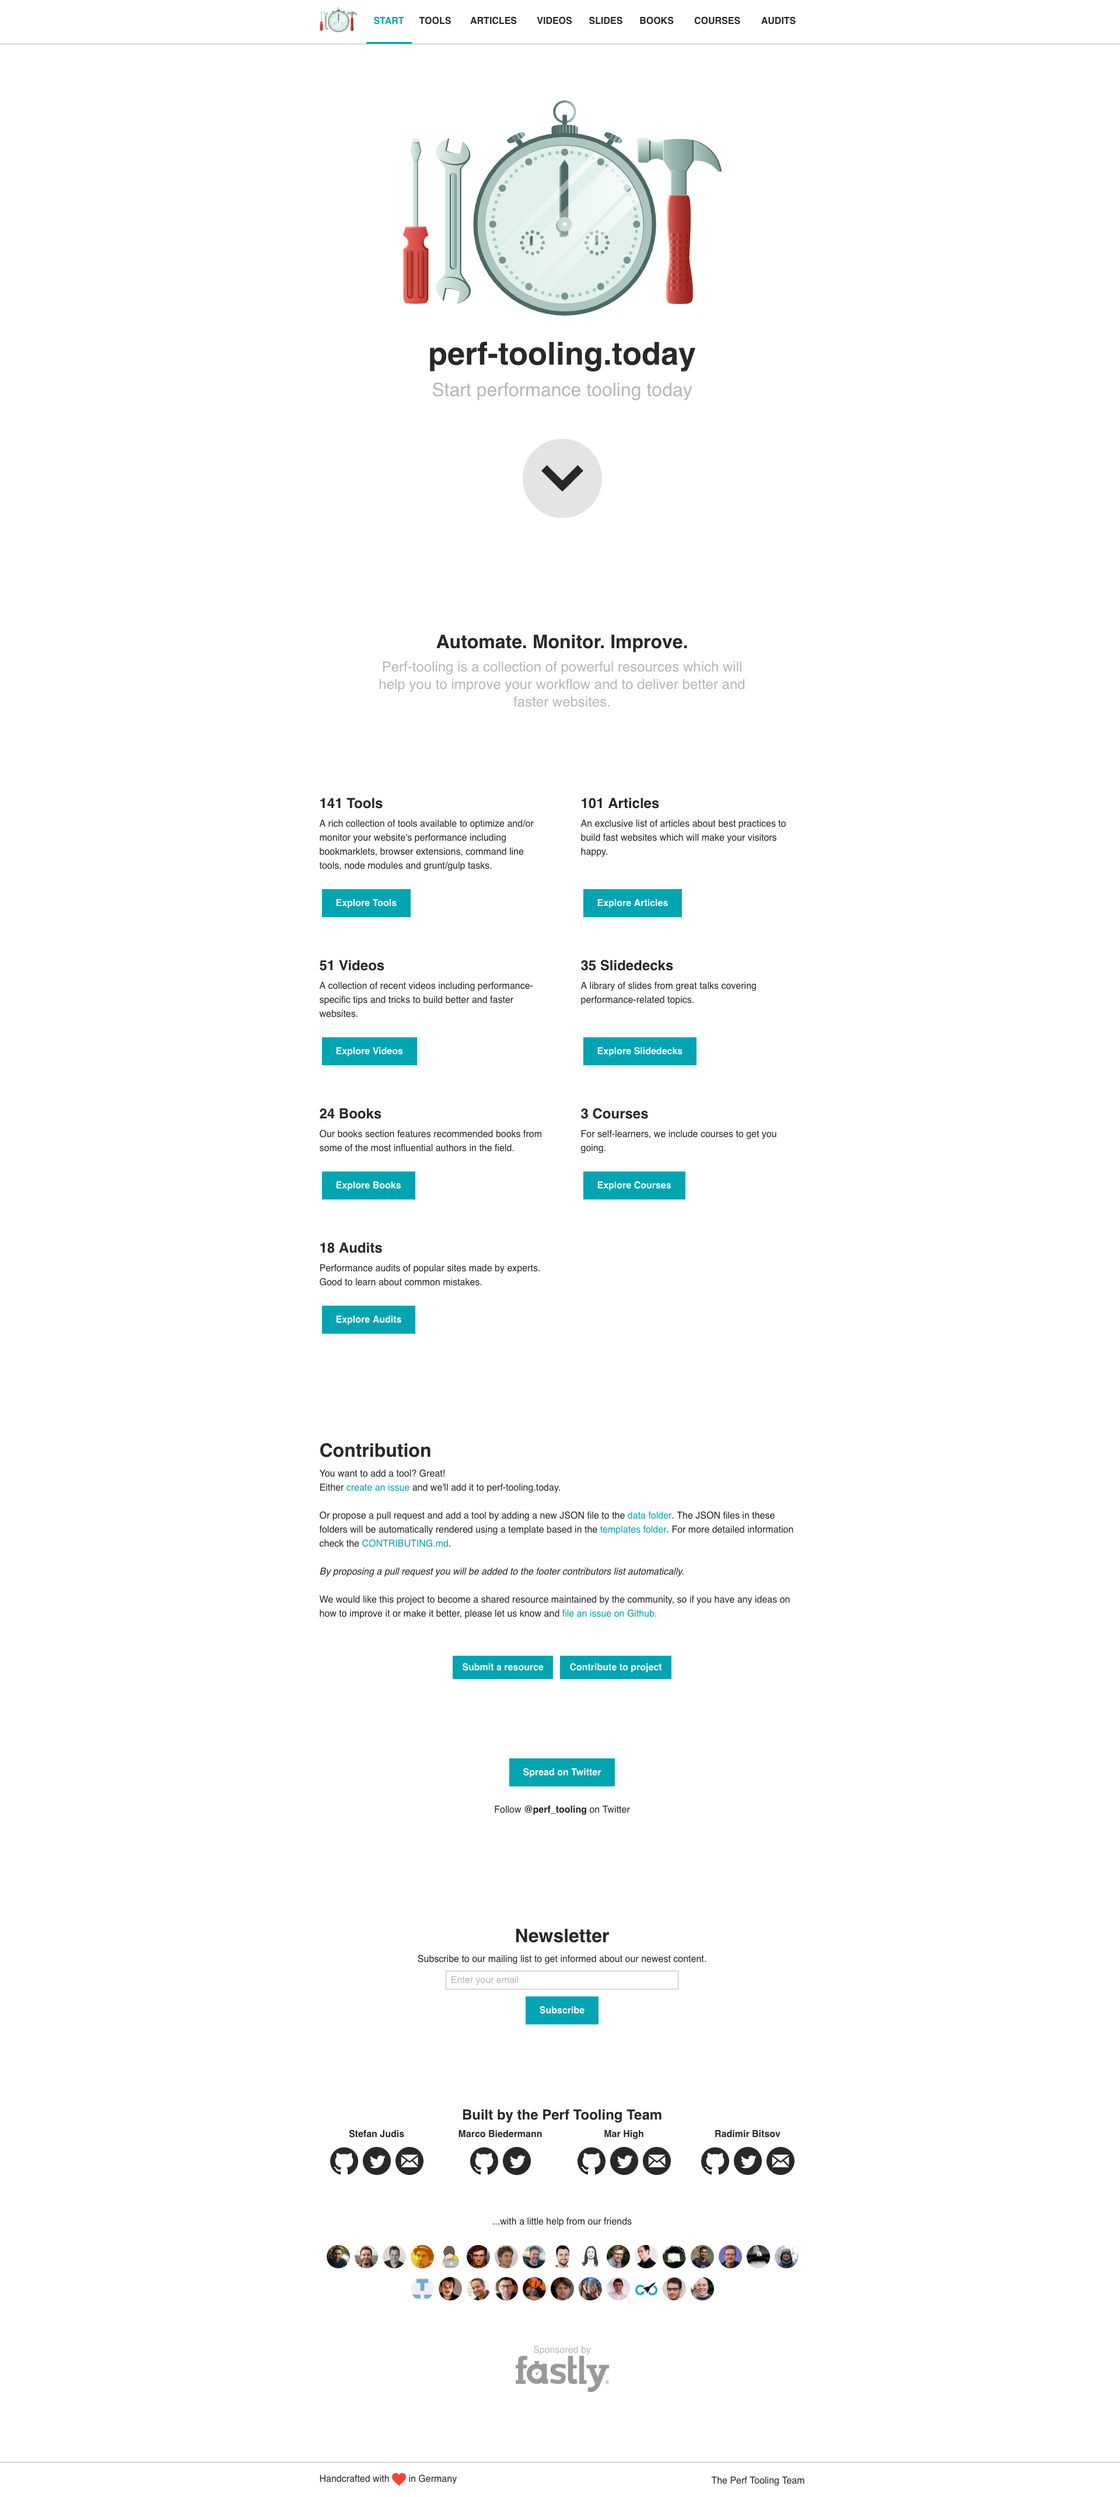 START TOOLS ARTICLES VIDEOS SLIDES BOOKS COURSES AUDITS
perf-tooling.today
Start performance tooling today
Automate. Monitor. Improve.
Perf-tooling is a collection of powerful resources which will
help you to improve your workflow and to deliver better and
faster websites.
141 Tools
A rich collection of tools available to optimize and/or
monitor your website's performance including
bookmarklets, browser extensions, command line
tools, node modules and grunt/gulp tasks.
Explore Tools
101 Articles
An exclusive list of articles about best practices to
build fast websites which will make your visitors
happy.
Explore Articles
51 Videos
A collection of recent videos including performance-
specific tips and tricks to build better and faster
websites.
Explore Videos
35 Slidedecks
A library of slides from great talks covering
performance-related topics.
Explore Slidedecks
24 Books
Our books section features recommended books from
some of the most influential authors in the field.
Explore Books
3 Courses
For self-learners, we include courses to get you
going.
Explore Courses
18 Audits
Performance audits of popular sites made by experts.
Good to learn about common mistakes.
Explore Audits
Contribution
You want to add a tool? Great!
Either create an issue and we'll add it to perf-tooling.today.
Or propose a pull request and add a tool by adding a new JSON file to the data folder. The JSON files in these
folders will be automatically rendered using a template based in the templates folder. For more detailed information
check the CONTRIBUTING.md.
By proposing a pull request you will be added to the footer contributors list automatically.
We would like this project to become a shared resource maintained by the community, so if you have any ideas on
how to improve it or make it better, please let us know and file an issue on Github.
Submit a resource Contribute to project
Spread on Twitter
Follow @perf_tooling on Twitter
Newsletter
Subscribe to our mailing list to get informed about our newest content.
Enter your email
Subscribe
Built by the Perf Tooling Team
Stefan Judis Marco Biedermann Mar High Radimir Bitsov
...with a little help from our friends
Sponsored by
fastly
Handcrafted with in Germany
The Perf Tooling Team